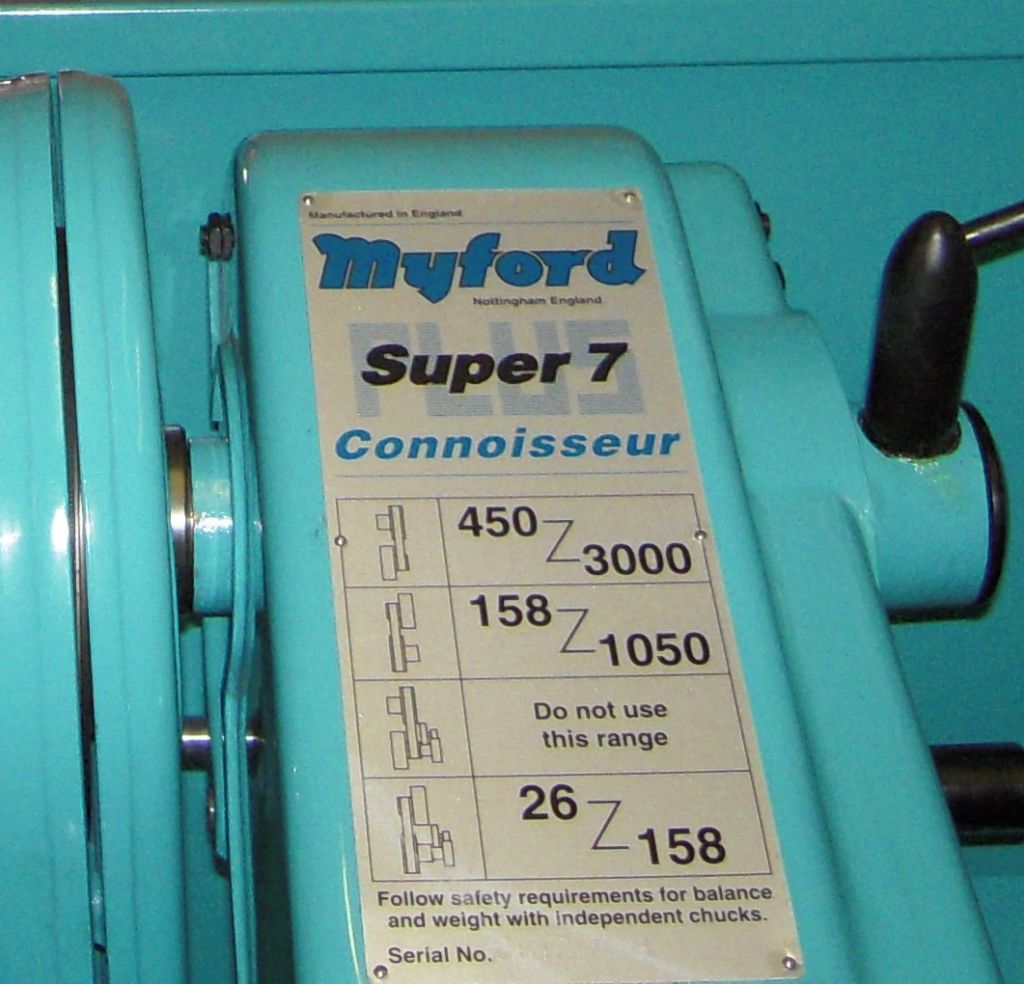 Manufactured in England
Myford
Nottingham England
PLUS
Super 7
Connoisseur
450 Z 3000
158 Z 1050
Do not use
this range
26 Z 158
Follow safety requirements for balance
and weight with independent chucks.
Serial No.